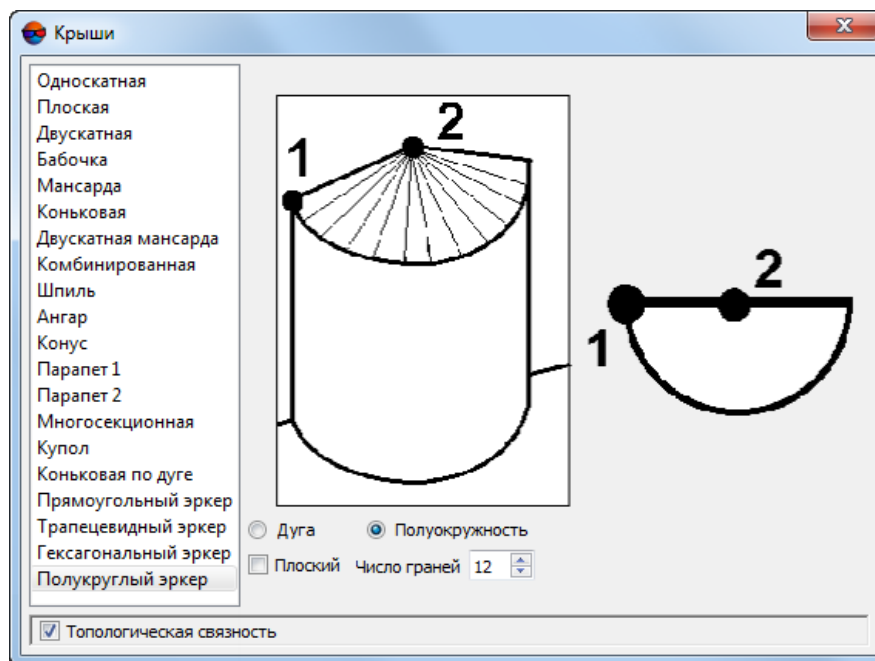 Крыши
Односкатная
Плоская
Двускатная
Бабочка
Мансарда
Коньковая
Двускатная мансарда
Комбинированная
Шпиль
Ангар
Конус
Парапет 1
Парапет 2
Многосекционная
Купол
Коньковая по дуге
Прямоугольный эркер
Трапецевидный эркер
Гексагональный эркер
Полукруглый эркер
1
2
2
1
Дуга Полуокружность
Плоский Число граней 12
Топологическая связность